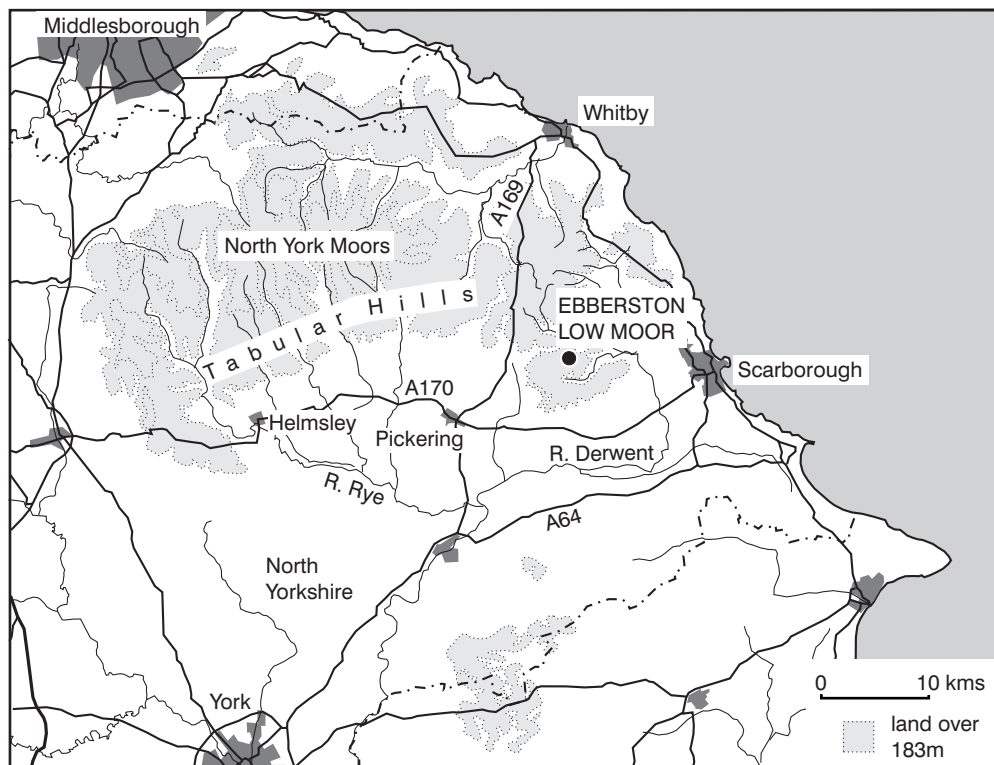 Middlesborough
Whitby
A169
North York Moors
EBBERSTON
LOW MOOR
Tabular Hills
Scarborough
A170
Helmsley
Pickering
R. Derwent
R. Rye
A64
North
Yorkshire
York
0 10 kms
land over
183m